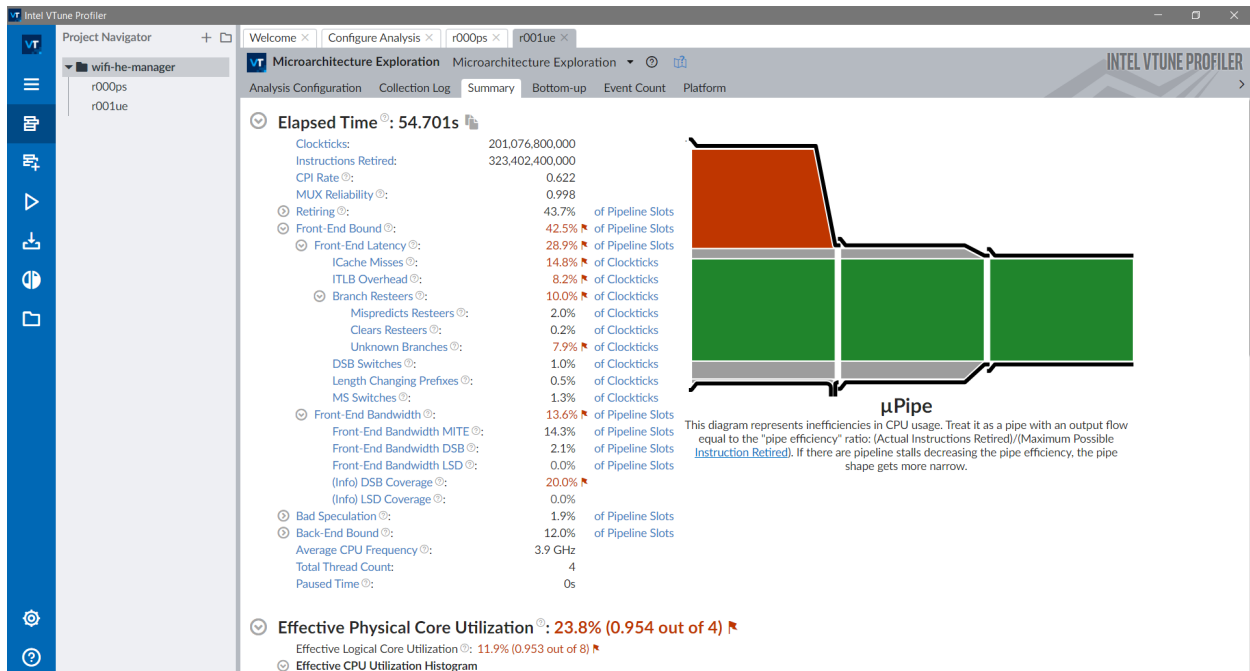 VT Intel VTune Profiler
VT
Project Navigator
wifi-he-manager
r000ps
r001ue
Welcome × Configure Analysis × r000ps × r001ue ×
VT Microarchitecture Exploration Microarchitecture Exploration
INTEL VTUNE PROFILER
Analysis Configuration Collection Log Summary Bottom-up Event Count Platform
Elapsed Time : 54.701s
Clockticks: 201,076,800,000
Instructions Retired: 323,402,400,000
CPI Rate : 0.622
MUX Reliability : 0.998
Retiring : 43.7% of Pipeline Slots
Front-End Bound : 42.5% of Pipeline Slots
Front-End Latency : 28.9% of Pipeline Slots
ICache Misses : 14.8% of Clockticks
ITLB Overhead : 8.2% of Clockticks
Branch Resteers : 10.0% of Clockticks
Mispredicts Resteers : 2.0% of Clockticks
Clears Resteers : 0.2% of Clockticks
Unknown Branches : 7.9% of Clockticks
DSB Switches : 1.0% of Clockticks
Length Changing Prefixes : 0.5% of Clockticks
MS Switches : 1.3% of Clockticks
Front-End Bandwidth : 13.6% of Pipeline Slots
Front-End Bandwidth MITE : 14.3% of Pipeline Slots
Front-End Bandwidth DSB : 2.1% of Pipeline Slots
Front-End Bandwidth LSD : 0.0% of Pipeline Slots
(Info) DSB Coverage : 20.0%
(Info) LSD Coverage : 0.0%
Bad Speculation : 1.9% of Pipeline Slots
Back-End Bound : 12.0% of Pipeline Slots
Average CPU Frequency : 3.9 GHz
Total Thread Count: 4
Paused Time : 0s
μPipe
This diagram represents inefficiencies in CPU usage. Treat it as a pipe with an output flow
equal to the "pipe efficiency" ratio: (Actual Instructions Retired)/(Maximum Possible
Instruction Retired). If there are pipeline stalls decreasing the pipe efficiency, the pipe
shape gets more narrow.
Effective Physical Core Utilization : 23.8% (0.954 out of 4)
Effective Logical Core Utilization : 11.9% (0.953 out of 8)
Effective CPU Utilization Histogram